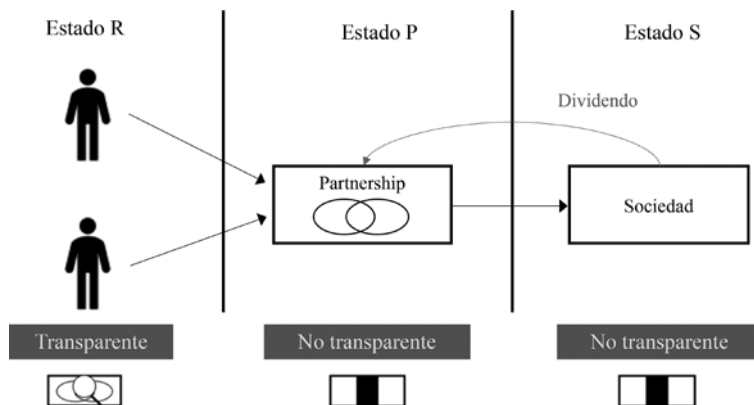 Estado R
Estado P
Estado S
Dividendo
Partnership
Sociedad
Transparente
No transparente
No transparente